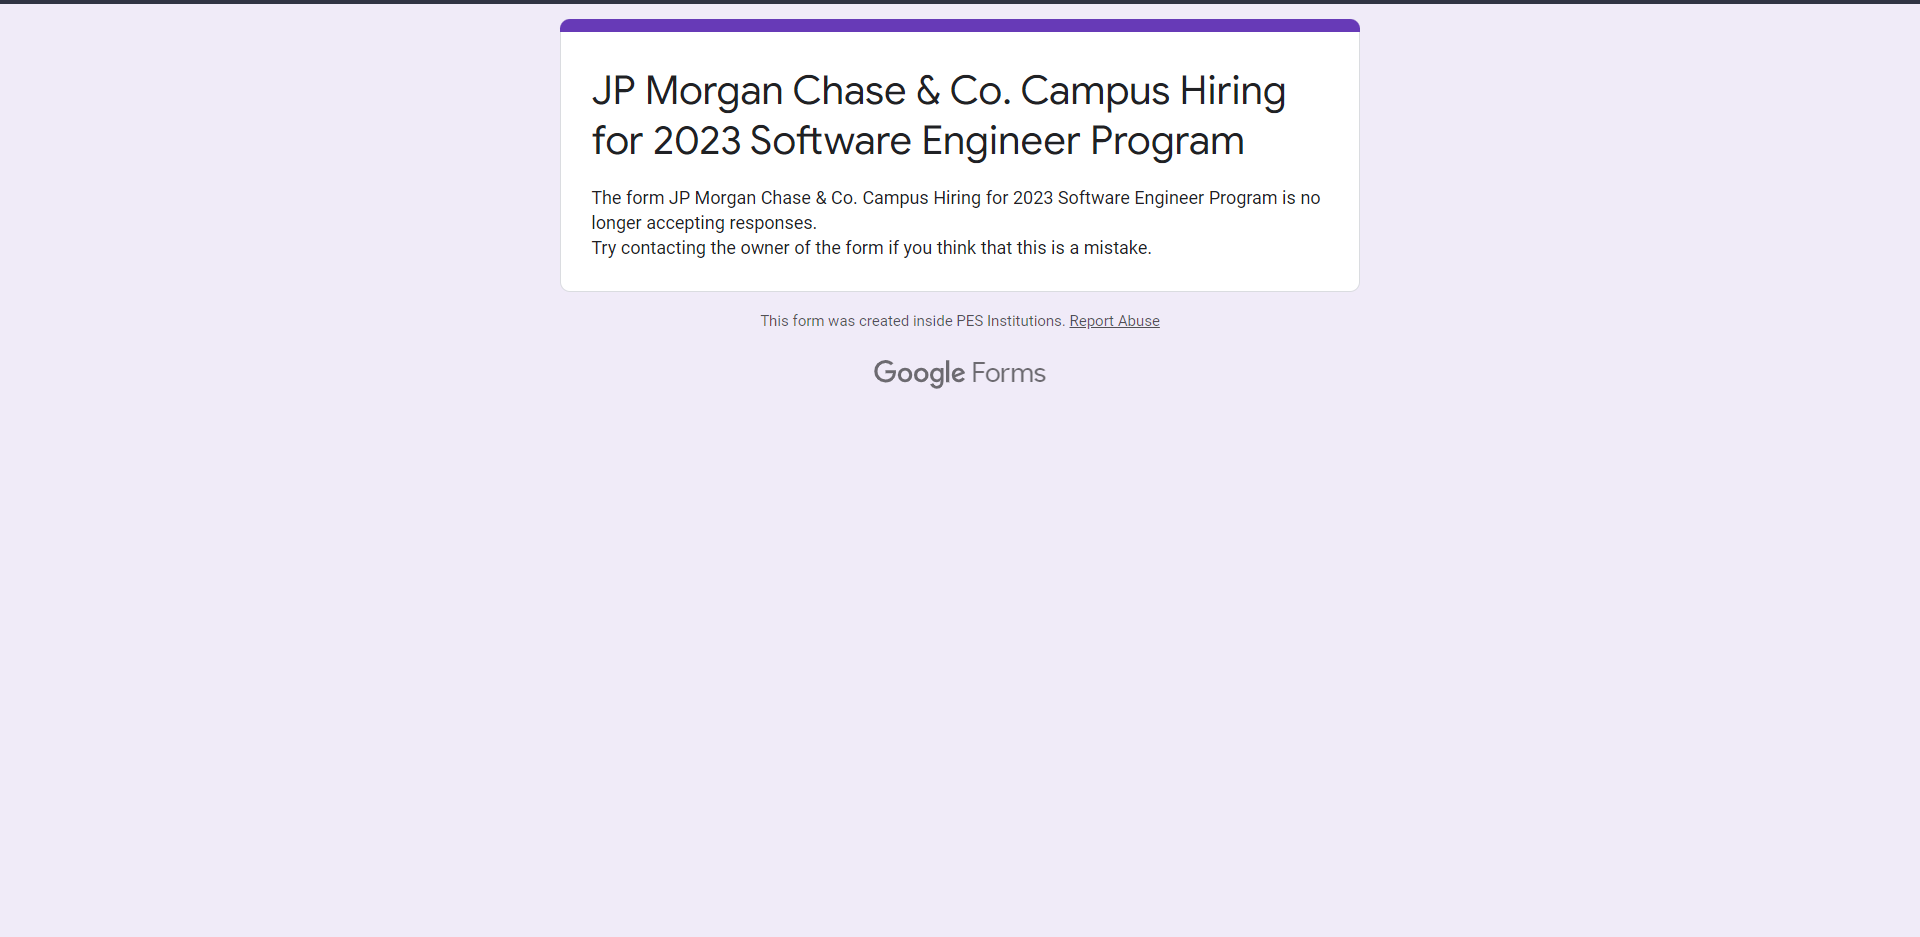 JP Morgan Chase & Co. Campus Hiring
for 2023 Software Engineer Program
The form JP Morgan Chase & Co. Campus Hiring for 2023 Software Engineer Program is no
longer accepting responses.
Try contacting the owner of the form if you think that this is a mistake.
This form was created inside PES Institutions. Report Abuse
Google Forms